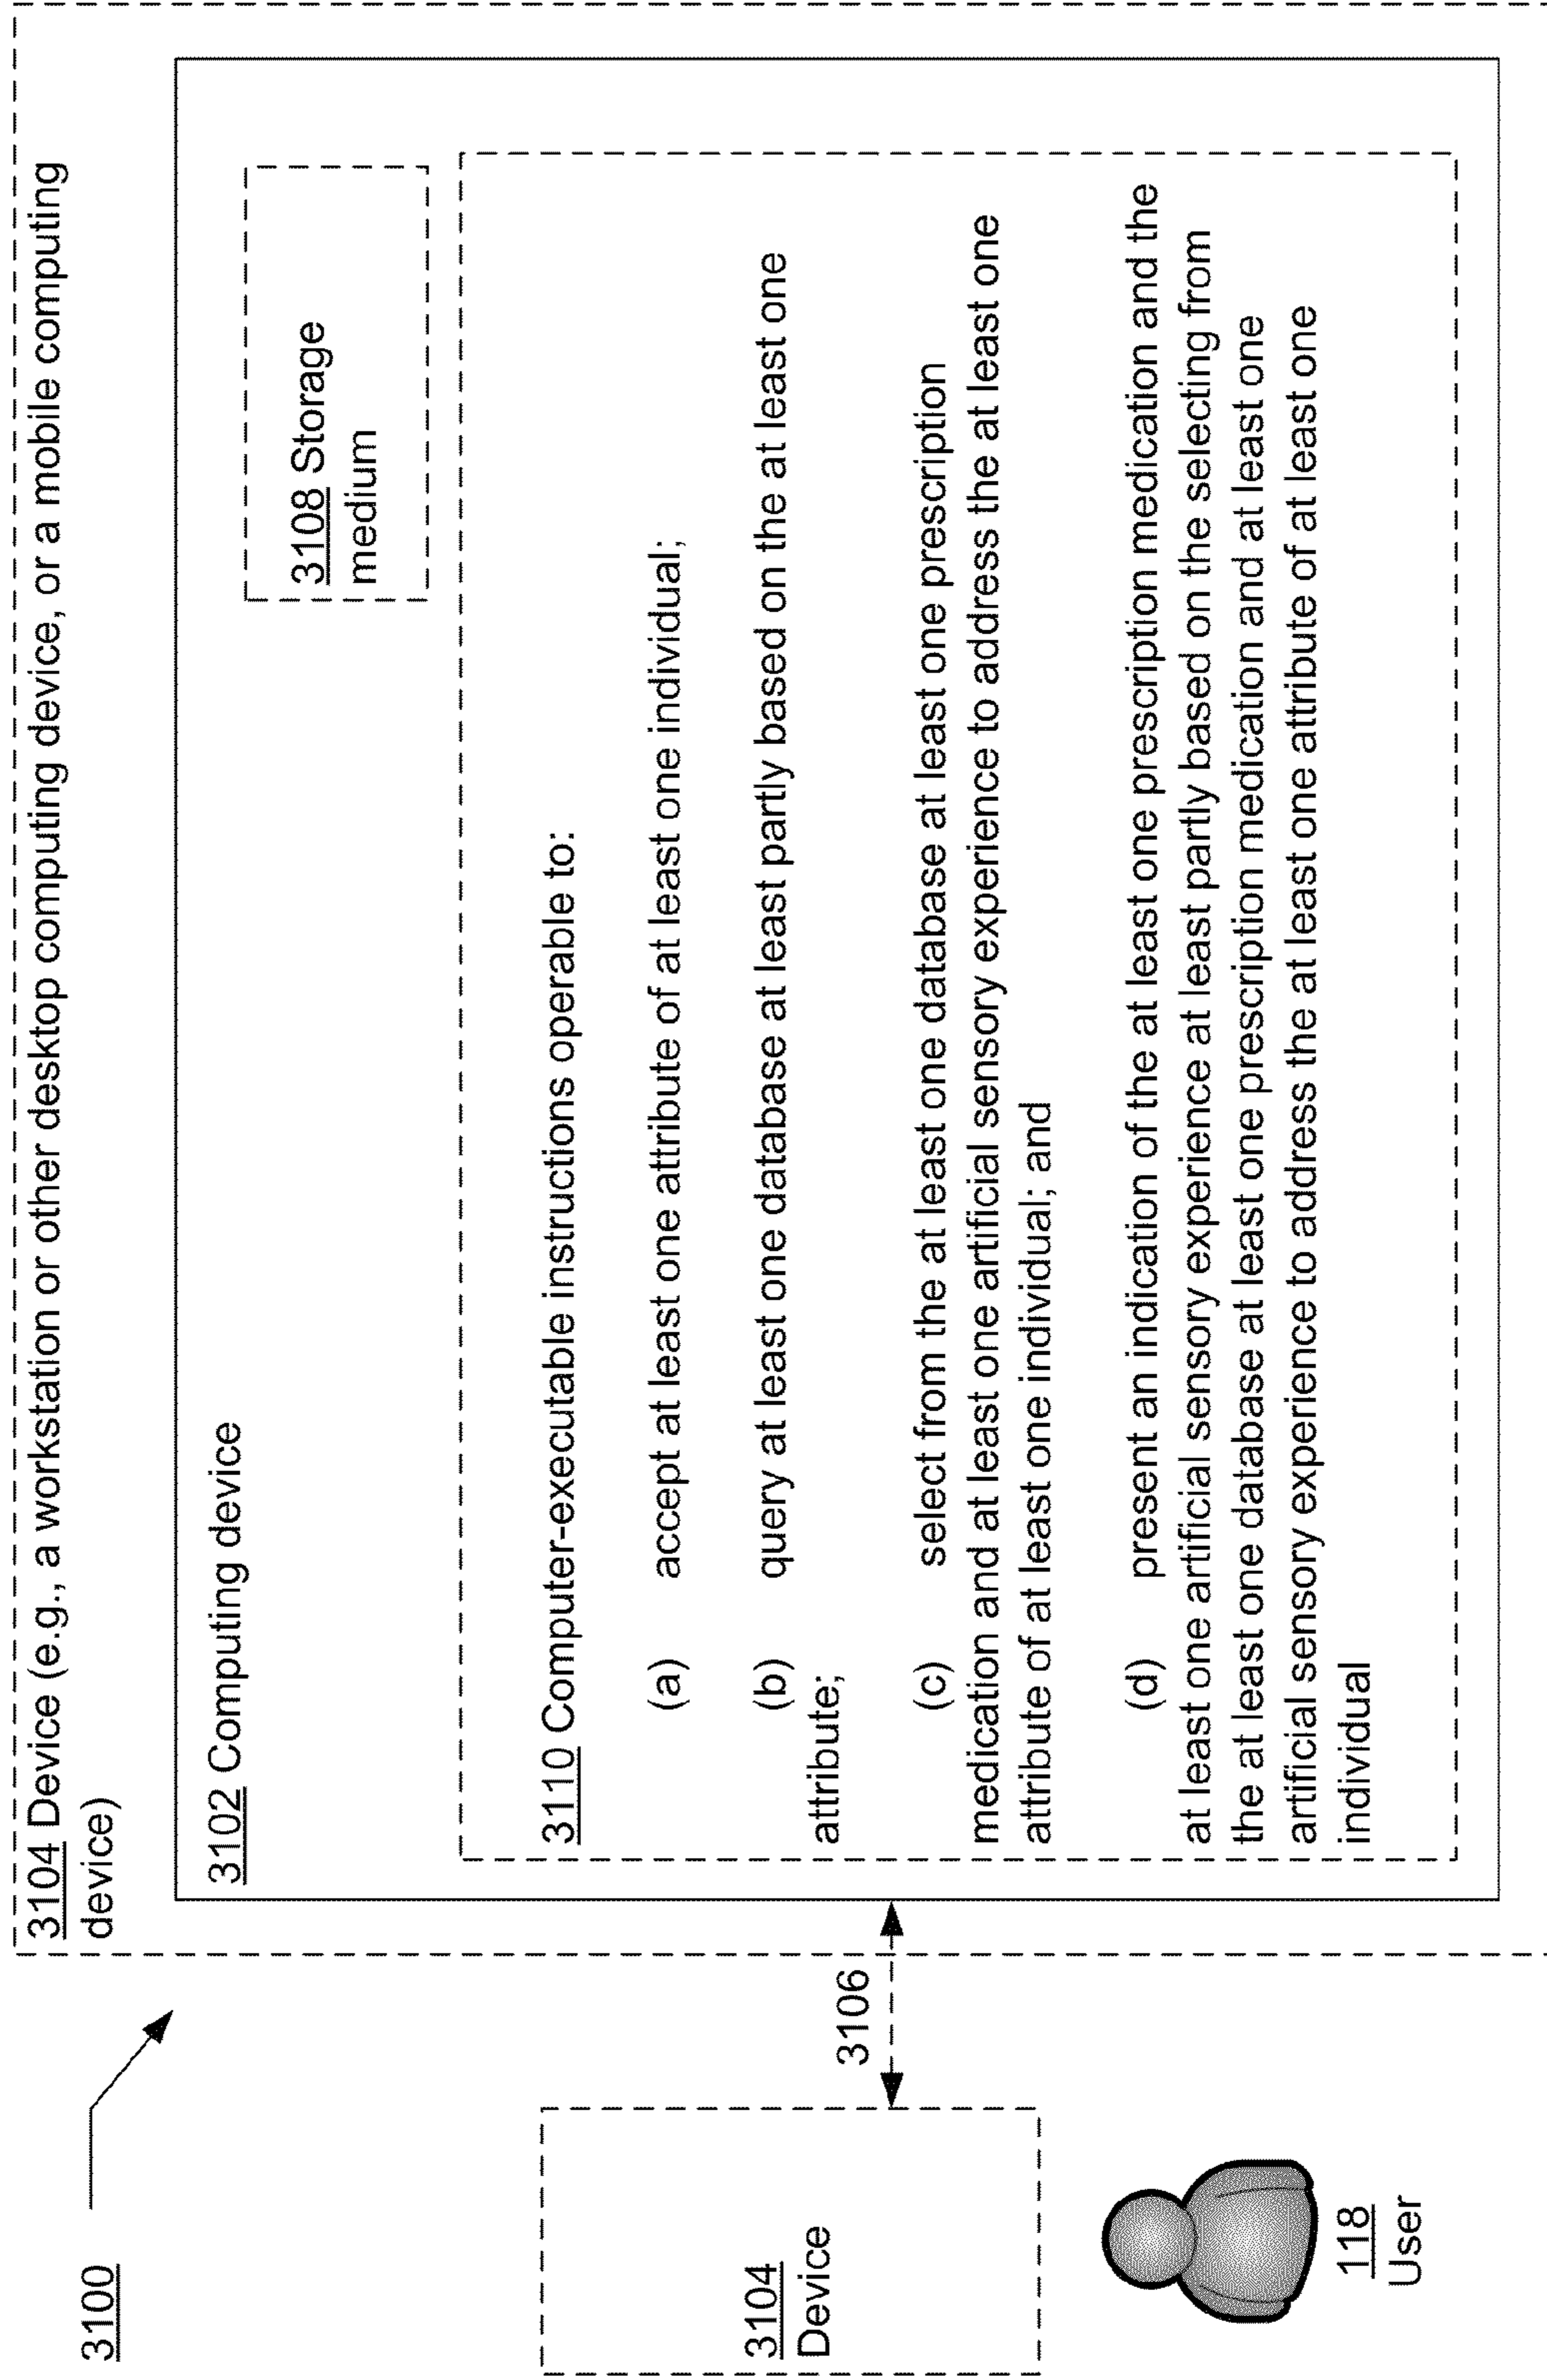 3100
3104 Device (e.g., a workstation or other desktop computing device, or a mobile computing
device)
3102 Computing device
3108 Storage
medium
3110 Computer-executable instructions operable to:
(a) accept at least one attribute of at least one individual;
(b) query at least one database at least partly based on the at least one
attribute;
(c) select from the at least one database at least one prescription
medication and at least one artificial sensory experience to address the at least one
attribute of at least one individual; and
(d) present an indication of the at least one prescription medication and the
at least one artificial sensory experience at least partly based on the selecting from
the at least one database at least one prescription medication and at least one
artificial sensory experience to address the at least one attribute of at least one
individual
3106
3104
Device
118
User